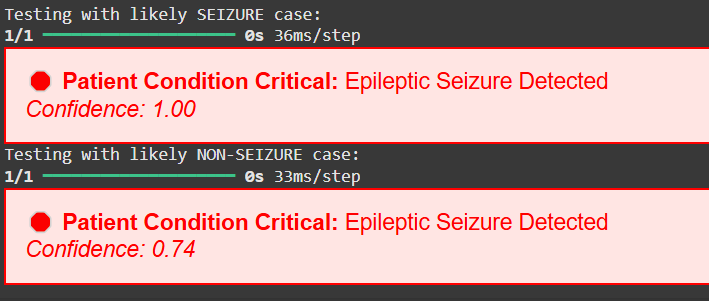 Testing with likely SEIZURE case:
1/1 ━━━━━━━━━━━━━━━━━━━━ 0s 36ms/step
Patient Condition Critical: Epileptic Seizure Detected
Confidence: 1.00
Testing with likely NON-SEIZURE case:
1/1 ━━━━━━━━━━━━━━━━━━━━ 0s 33ms/step
Patient Condition Critical: Epileptic Seizure Detected
Confidence: 0.74